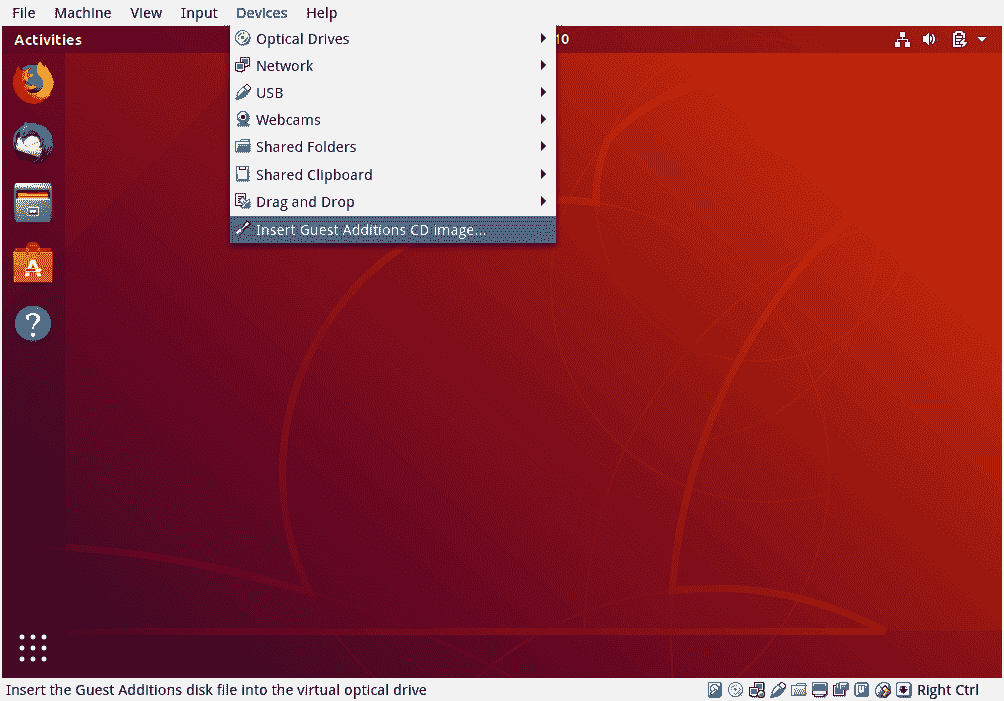 File Machine View Input Devices Help
Activities 10
Optical Drives
Network
USB
Webcams
Shared Folders
Shared Clipboard
Drag and Drop
Insert Guest Additions CD image...
Insert the Guest Additions disk file into the virtual optical drive Right Ctrl